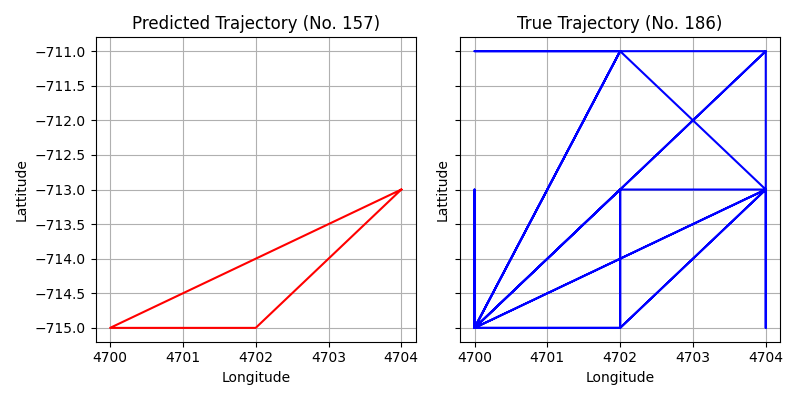 Predicted Trajectory (No. 157)
True Trajectory (No. 186)
Lattitude
−711.0
−711.5
−712.0
−712.5
−713.0
−713.5
−714.0
−714.5
−715.0
4700 4701 4702 4703 4704
Longitude
Lattitude
4700 4701 4702 4703 4704
Longitude